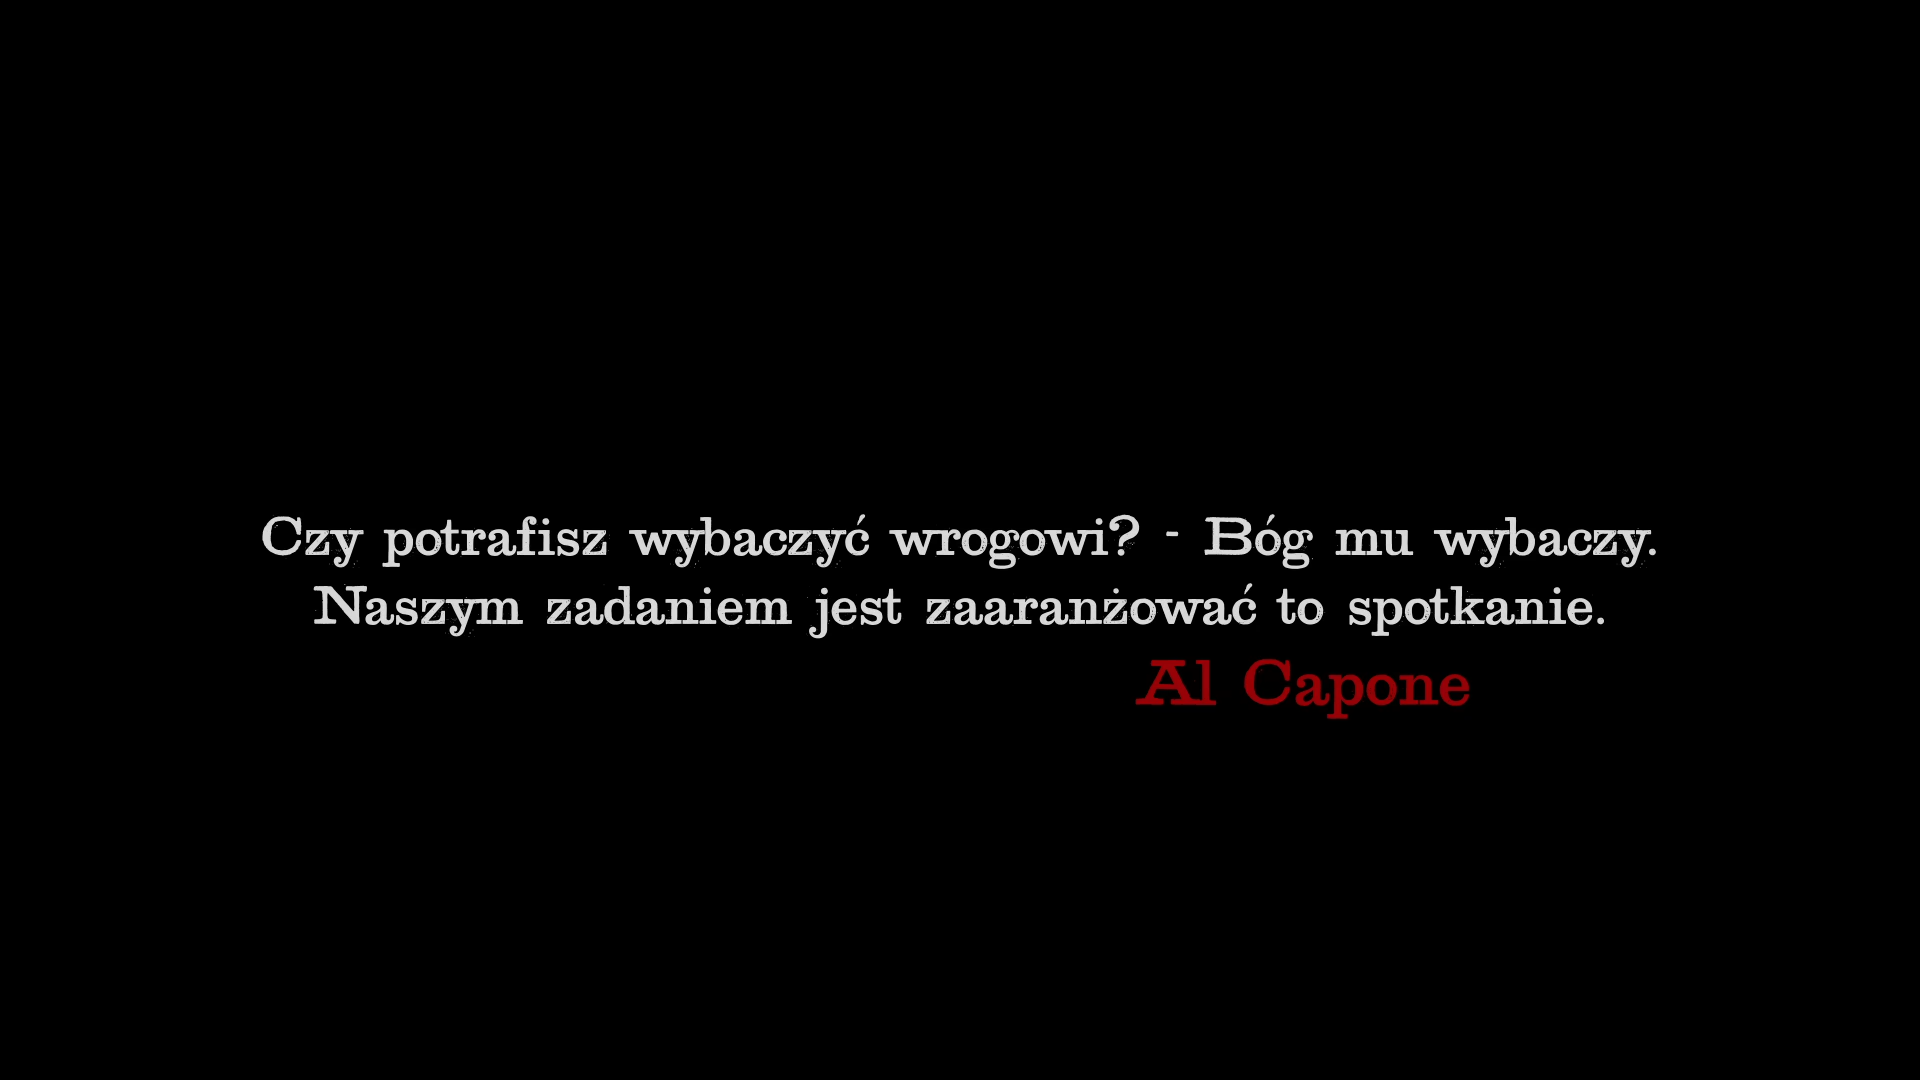 Czy potrafisz wybaczyć wrogowi? - Bóg mu wybaczy.
Naszym zadaniem jest zaaranżować to spotkanie.
Al Capone